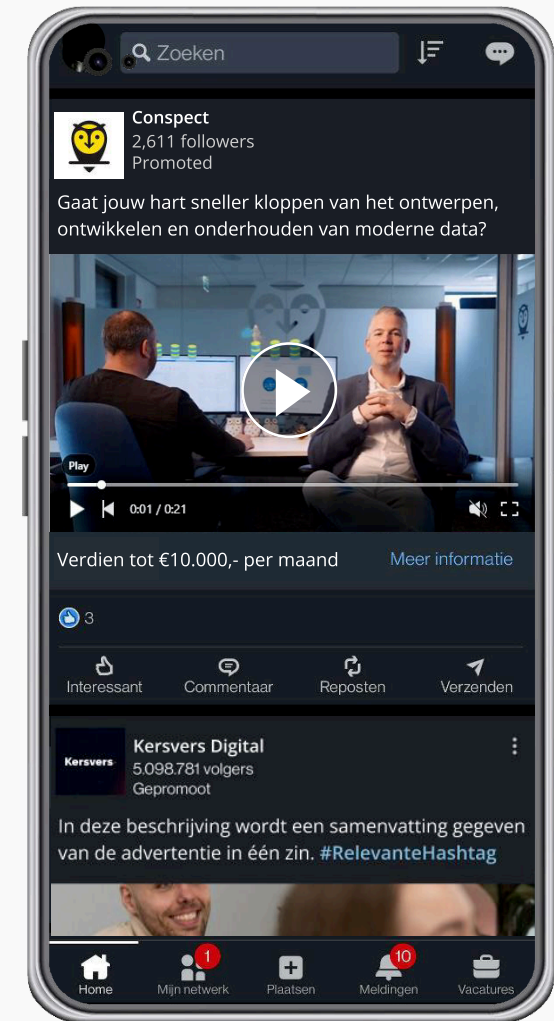 Zoeken
Conspect
2,611 followers
Promoted
Gaat jouw hart sneller kloppen van het ontwerpen,
ontwikkelen en onderhouden van moderne data?
Play
0:01 / 0:21
Verdien tot €10.000,- per maand
Meer informatie
3
Interessant
Commentaar
Reposten
Verzenden
Kersvers
Kersvers Digital
5.098.781 volgers
Gepromoot
In deze beschrijving wordt een samenvatting gegeven
van de advertentie in één zin. #RelevanteHashtag
1
10
Home
Mijn netwerk
Plaatsen
Meldingen
Vacatures